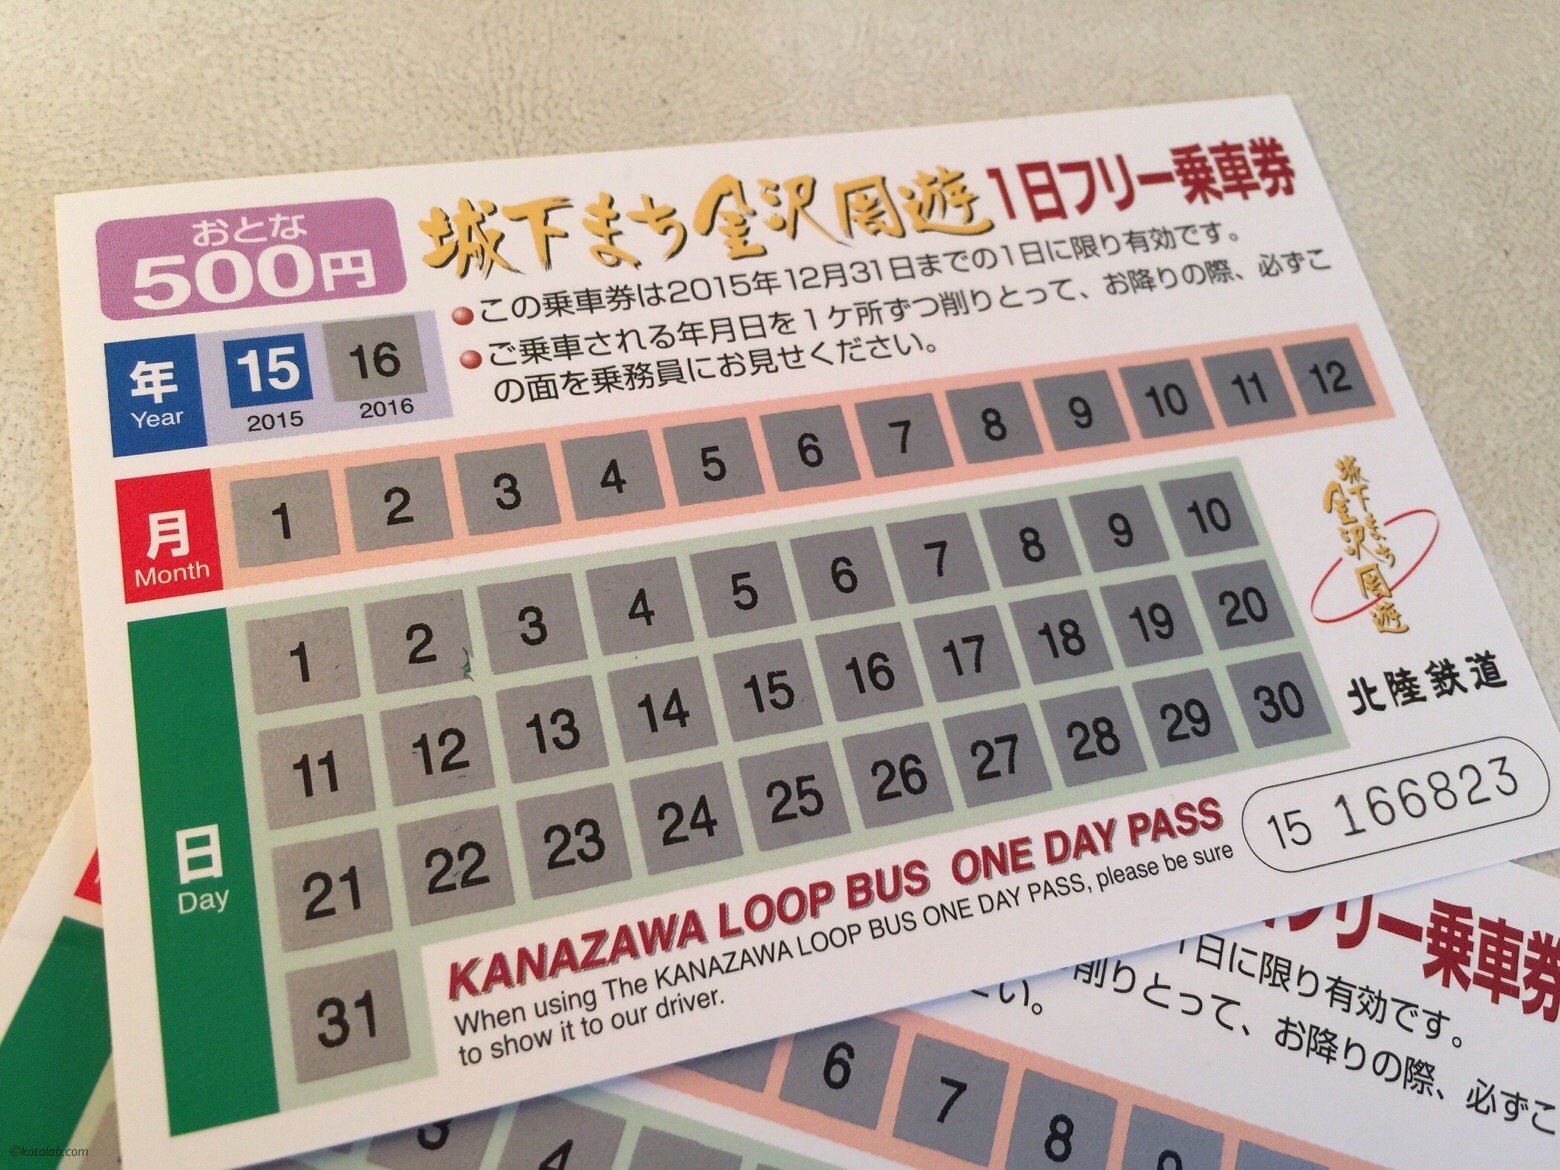 おとな
500円
城下まち金沢周遊1日フリー乗車券
この乗車券は2015年12月31日までの1日に限り有効です。
ご乗車される年月日を1ケ所ずつ削りとって、お降りの際、必ずこ
の面を乗務員にお見せください。
年
Year
15 16
2015 2016
月
Month
1 2 3 4 5 6 7 8 9 10 11 12
日
Day
1 2 3 4 5 6 7 8 9 10
11 12 13 14 15 16 17 18 19 20
21 22 23 24 25 26 27 28 29 30
31
城下まち
金沢周遊
北陸鉄道
15 166823
KANAZAWA LOOP BUS ONE DAY PASS
When using The KANAZAWA LOOP BUS ONE DAY PASS, please be sure
to show it to our driver.
フリー乗車券
1日に限り有効です。
削りとって、お降りの際、必ずこ
さい。
6 7 8 9
3 4
©katalab.com